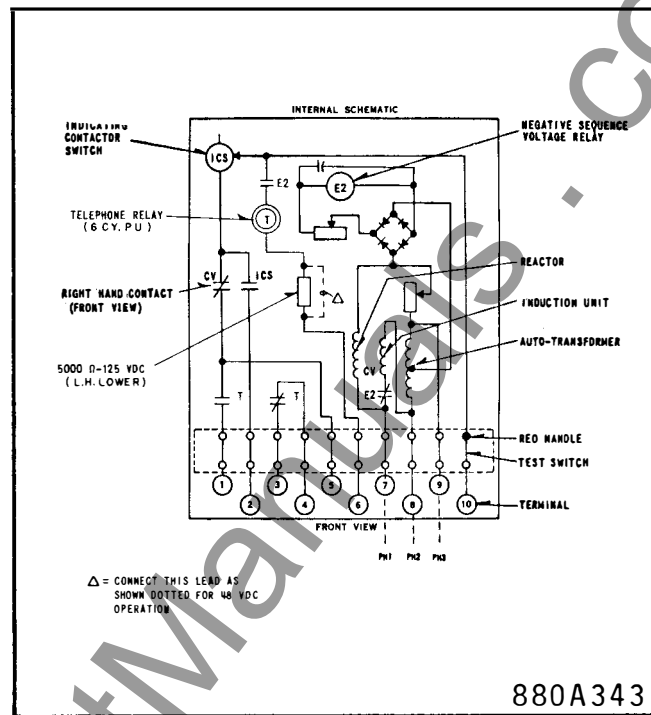 INTERNAL SCHEMATIC
INDICATING
CONTACTOR
SWITCH
ICS
NEGATIVE SEQUENCE
VOLTAGE RELAY
E2
E2
TELEPHONE RELAY
(6 CY. PU)
T
REACTOR
CV
ICS
RIGHT HAND CONTACT
(FRONT VIEW)
Δ
INDUCTION UNIT
AUTO-TRANSFORMER
5000 Ω-125 VDC
(L.H. LOWER)
CV
E2
T
T
RED HANDLE
TEST SWITCH
1
2
3
4
5
6
7
8
9
10
TERMINAL
FRONT VIEW
PH1
PH2
PH3
Δ = CONNECT THIS LEAD AS
SHOWN DOTTED FOR 48 VDC
OPERATION
880A343